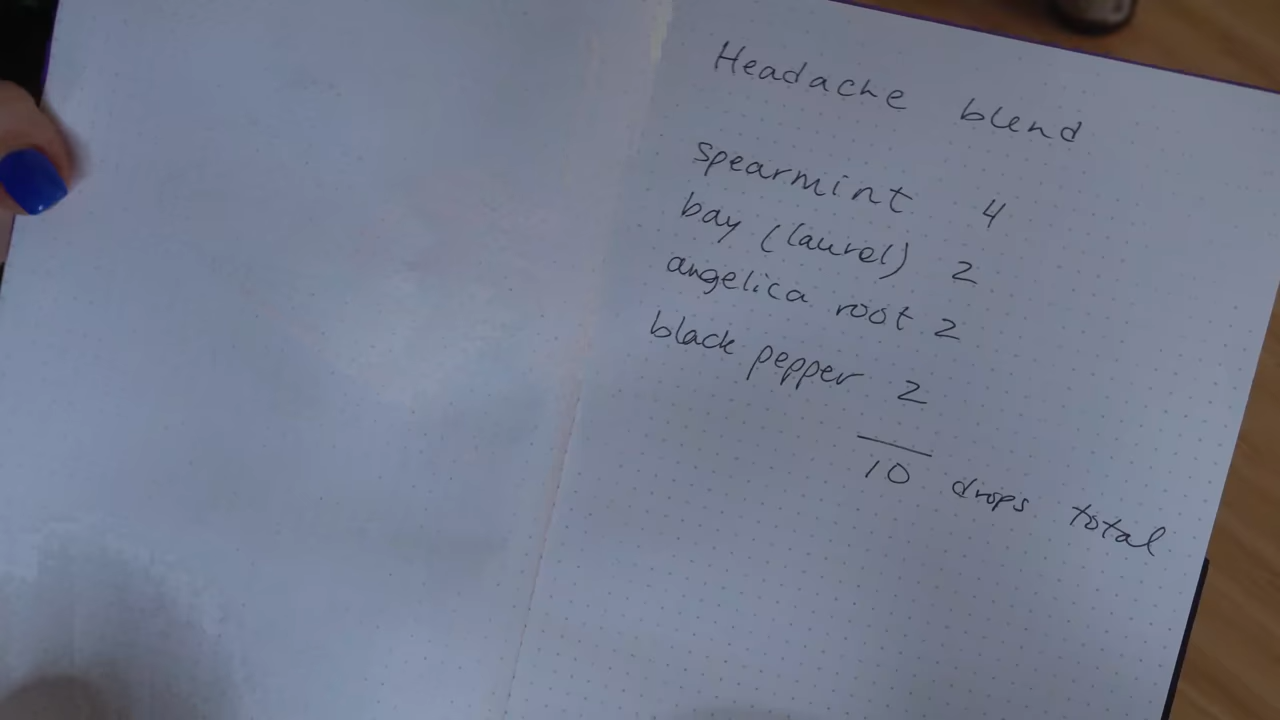 Headache blend
spearmint 4
bay (laurel) 2
angelica root 2
black pepper 2
10 drops total